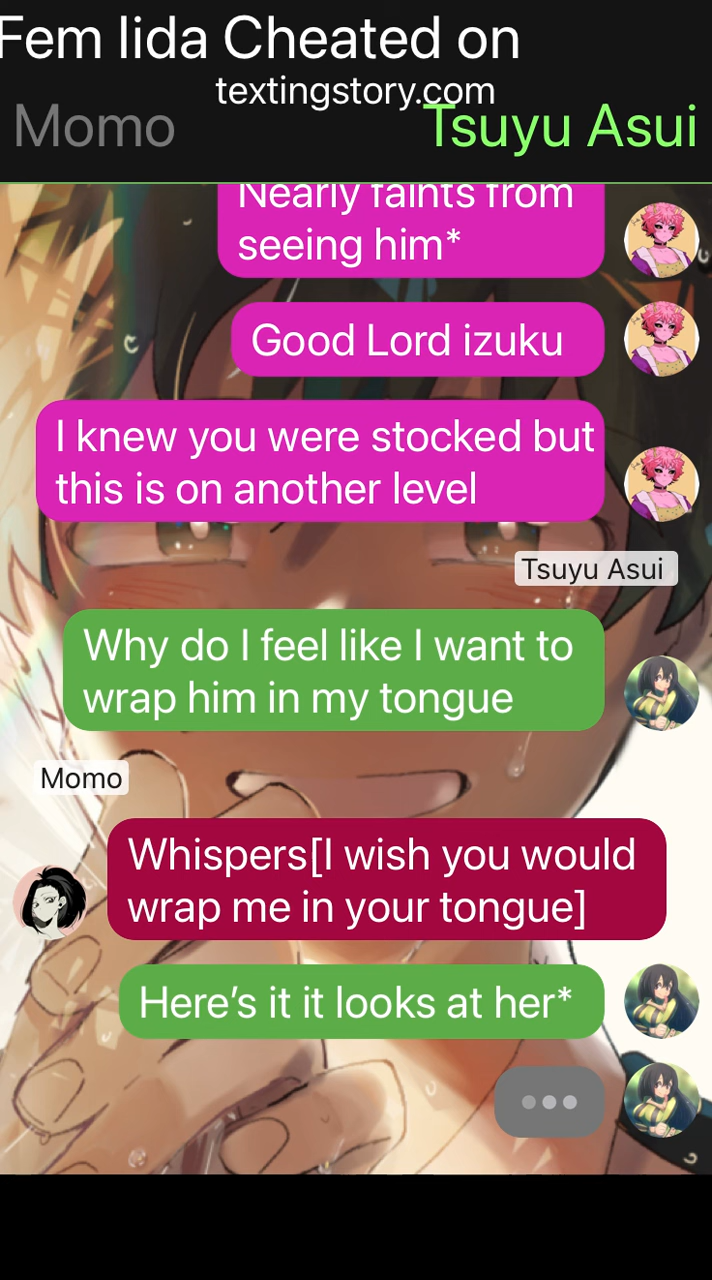 Fem Iida Cheated on
textingstory.com
Momo
Tsuyu Asui
Nearly faints from
seeing him*
Good Lord izuku
I knew you were stocked but
this is on another level
Tsuyu Asui
Why do I feel like I want to
wrap him in my tongue
Momo
Whispers[I wish you would
wrap me in your tongue]
Here’s it it looks at her*